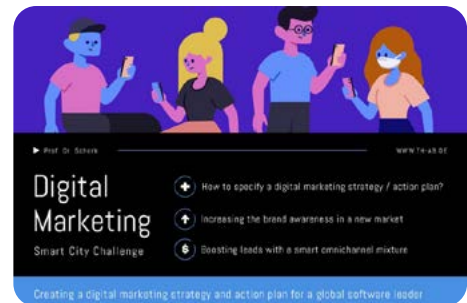 Prof. Dr. Scherb
WWW.TH-AB.DE
Digital
Marketing
Smart City Challenge
How to specify a digital marketing strategy / action plan?
Increasing the brand awareness in a new market
$
Boosting leads with a smart omnichannel mixture
Creating a digital marketing strategy and action plan for a global software leader